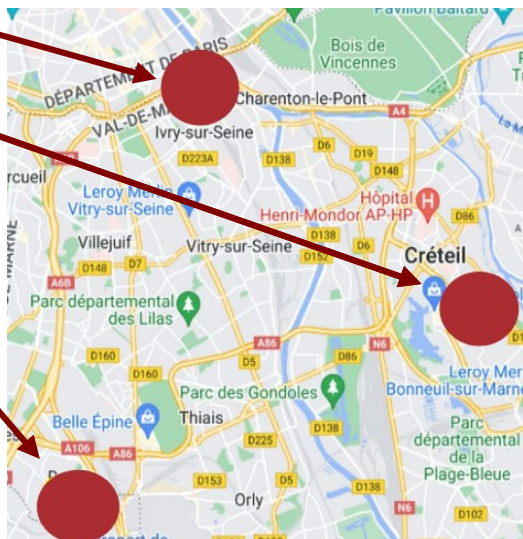 Pavillon Baltard
Bois de
Vincennes
DÉPARTEMENT DE PARIS
VAL-DE-MA
Charenton-le-Pont
A4
Ivry-sur-Seine
D6
D223A
D138
D19
D148
rcueil
Leroy Merlin
Vitry-sur-Seine
Hôpital
Henri-Mondor AP-HP
D86
Villejuif
Vitry-sur-Seine
D138
D152
D6
Créteil
D148
D7
A6B
DE MARNE
Parc départemental
des Lilas
A86
N6
D160
D160
D5
D86
Leroy Mer
Bonneuil-sur-Marne
Parc des Gondoles
Belle Épine
Thiais
D225
D138
Parc
départemental
de la
Plage-Bleue
A106
A86
D153
D5
Orly
N6
D102